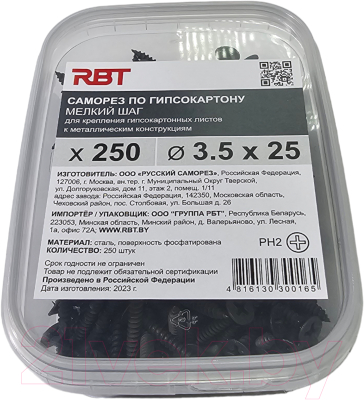 RBT
САМОРЕЗ ПО ГИПСОКАРТОНУ
МЕЛКИЙ ШАГ
для крепления гипсокартонных листов
к металлическим конструкциям
x 250
ø 3.5 x 25
ИЗГОТОВИТЕЛЬ: ООО «РУССКИЙ САМОРЕЗ», Российская Федерация,
127006, г. Москва, вн.тер. г. Муниципальный Округ Тверской,
ул. Долгоруковская, дом 11, этаж 2, помещ. 1/11
адрес завода: Российская Федерация, 142350, Московская область,
Чеховский район, пос. Столбовая, ул. Большая д. 26
ИМПОРТЁР / УПАКОВЩИК: ООО "ГРУППА РБТ", Республика Беларусь,
223053, Минская область, Минский район, д. Валерьяново, ул. Лесная,
1а, офис 72А; WWW.RBT.BY
МАТЕРИАЛ: сталь, поверхность фосфатированная
КОЛИЧЕСТВО: 250 штук
PH2
Срок годности не ограничен
Товар не подлежит обязательной сертификации
Произведено в Российской Федерации
Дата изготовления: 2023 г.
4 816130 300165